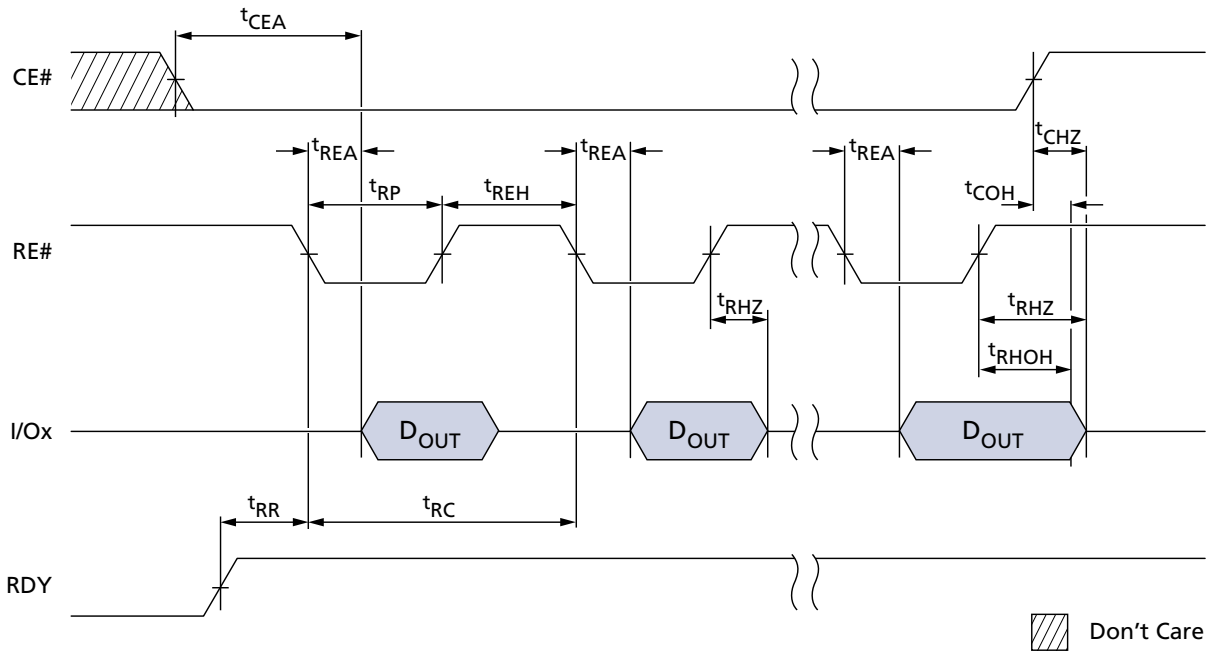 tCEA
CE#
tREA
tREA
tREA
tCHZ
tRP
tREH
tCOH
RE#
tRHZ
tRHZ
tRHOH
I/Ox
DOUT
DOUT
DOUT
tRR
tRC
RDY
Don't Care